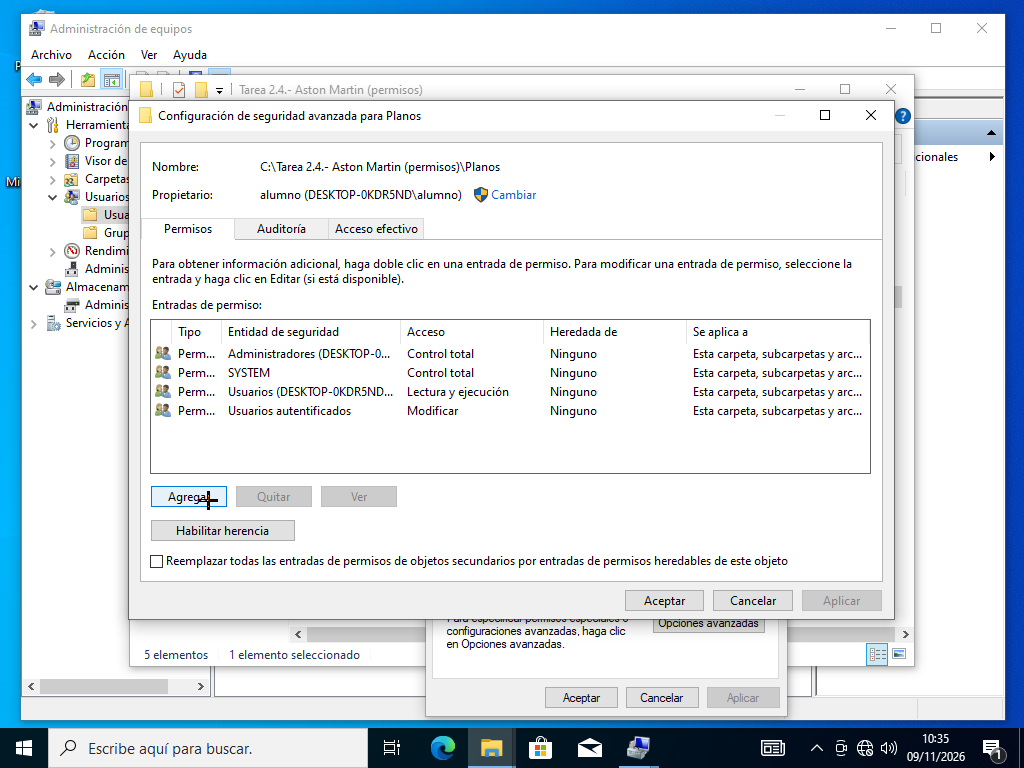 Administración de equipos
Archivo Acción Ver Ayuda
Tarea 2.4.- Aston Martin (permisos)
Administración
Herramienta
Program
Visor de
Carpetas
Usuarios
Usua
Grup
Rendimi
Adminis
Almacenam
Adminis
Servicios y A
cionales
Configuración de seguridad avanzada para Planos
Nombre: C:\Tarea 2.4.- Aston Martin (permisos)\Planos
Propietario: alumno (DESKTOP-0KDR5ND\alumno) Cambiar
Permisos Auditoría Acceso efectivo
Para obtener información adicional, haga doble clic en una entrada de permiso. Para modificar una entrada de permiso, seleccione la
entrada y haga clic en Editar (si está disponible).
Entradas de permiso:
Tipo Entidad de seguridad Acceso Heredada de Se aplica a
Perm... Administradores (DESKTOP-0... Control total Ninguno Esta carpeta, subcarpetas y arc...
Perm... SYSTEM Control total Ninguno Esta carpeta, subcarpetas y arc...
Perm... Usuarios (DESKTOP-0KDR5ND... Lectura y ejecución Ninguno Esta carpeta, subcarpetas y arc...
Perm... Usuarios autentificados Modificar Ninguno Esta carpeta, subcarpetas y arc...
Agregar Quitar Ver
Habilitar herencia
Reemplazar todas las entradas de permisos de objetos secundarios por entradas de permisos heredables de este objeto
Aceptar Cancelar Aplicar
Para especificar permisos especiales o
configuraciones avanzadas, haga clic
en Opciones avanzadas.
Opciones avanzadas
5 elementos 1 elemento seleccionado
Aceptar Cancelar Aplicar
Escribe aquí para buscar.
10:35
09/11/2026
1